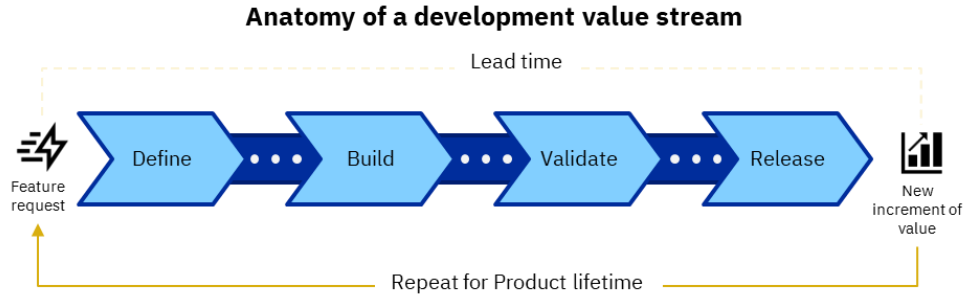 Anatomy of a development value stream
Lead time
Define
Build
Validate
Release
Feature
request
New
increment of
value
Repeat for Product lifetime